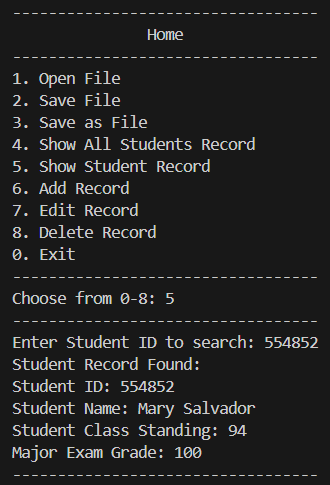 ----------------------------------
Home
----------------------------------
1. Open File
2. Save File
3. Save as File
4. Show All Students Record
5. Show Student Record
6. Add Record
7. Edit Record
8. Delete Record
0. Exit
----------------------------------
Choose from 0-8: 5
----------------------------------
Enter Student ID to search: 554852
Student Record Found:
Student ID: 554852
Student Name: Mary Salvador
Student Class Standing: 94
Major Exam Grade: 100
----------------------------------